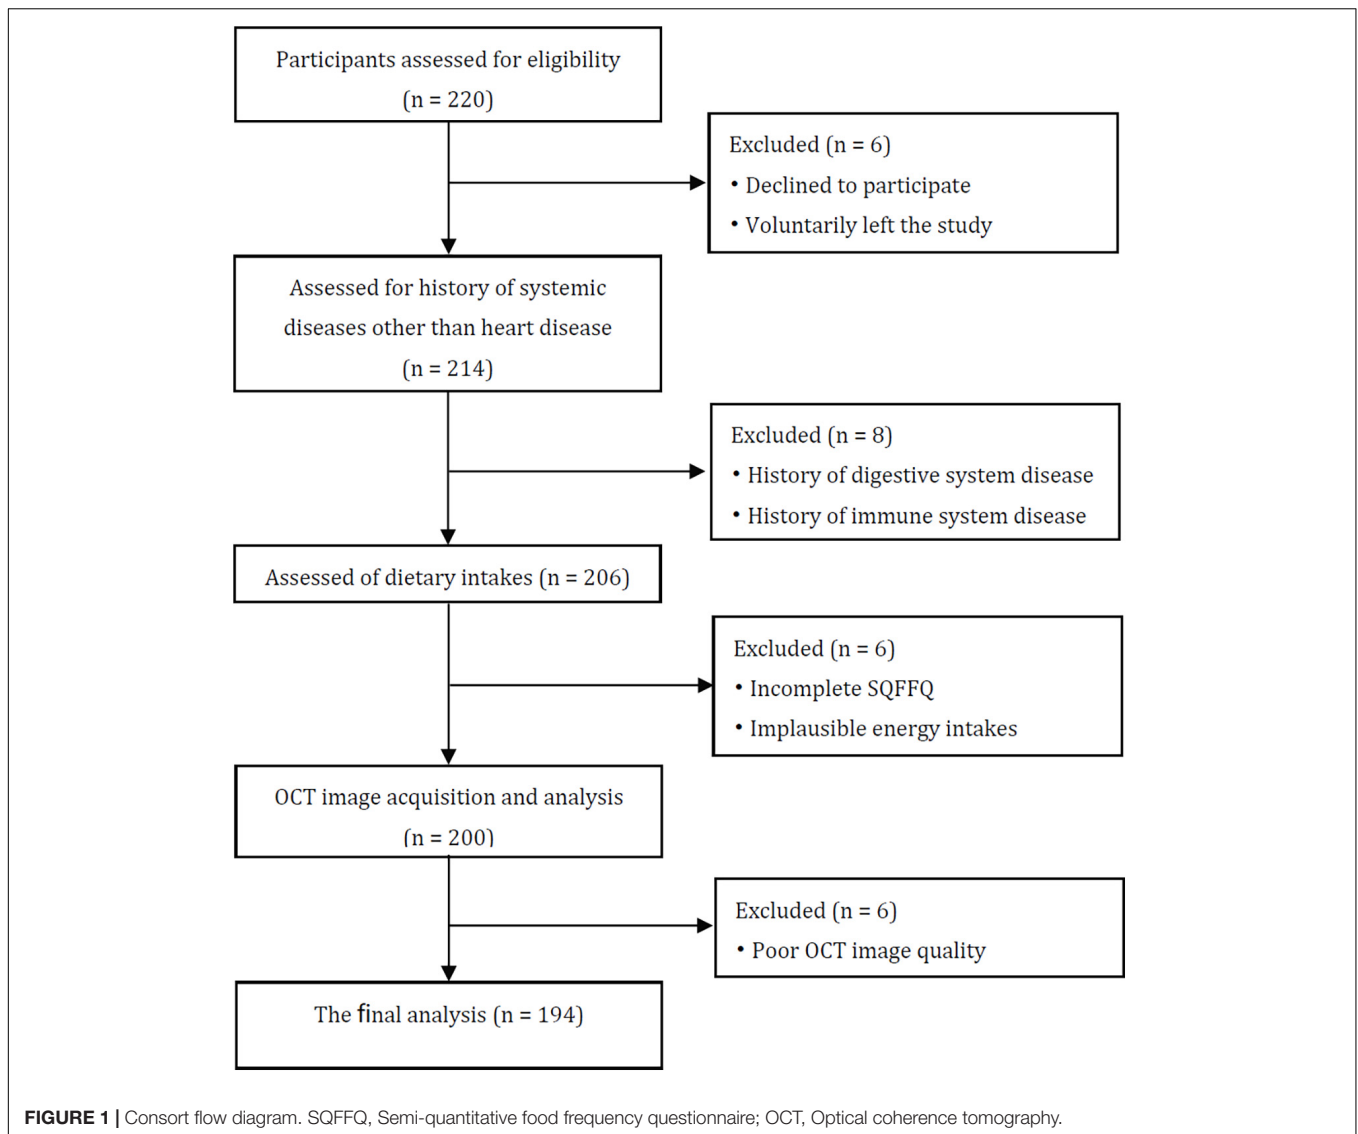 Participants assessed for eligibility
(n = 220)
Excluded (n = 6)
• Declined to participate
• Voluntarily left the study
Assessed for history of systemic
diseases other than heart disease
(n = 214)
Excluded (n = 8)
• History of digestive system disease
• History of immune system disease
Assessed of dietary intakes (n = 206)
Excluded (n = 6)
• Incomplete SQFFQ
• Implausible energy intakes
OCT image acquisition and analysis
(n = 200)
Excluded (n = 6)
• Poor OCT image quality
The final analysis (n = 194)
FIGURE 1 | Consort flow diagram. SQFFQ, Semi-quantitative food frequency questionnaire; OCT, Optical coherence tomography.